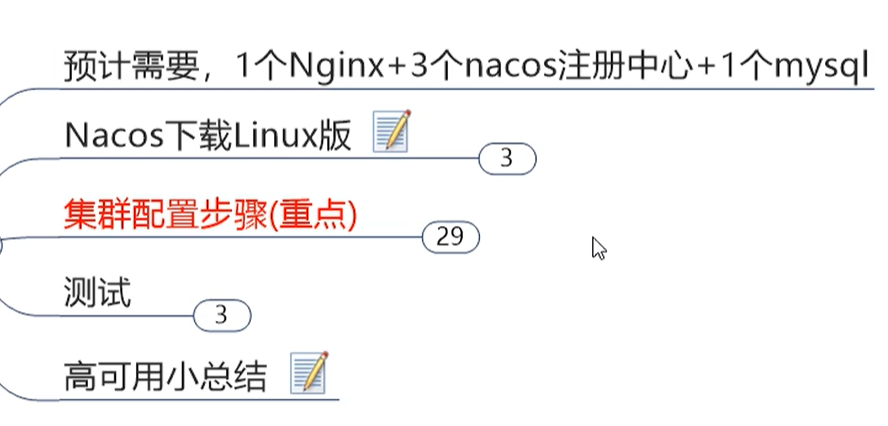 预计需要，1个Nginx+3个nacos注册中心+1个mysql
Nacos下载Linux版
3
集群配置步骤(重点)
29
测试
3
高可用小总结